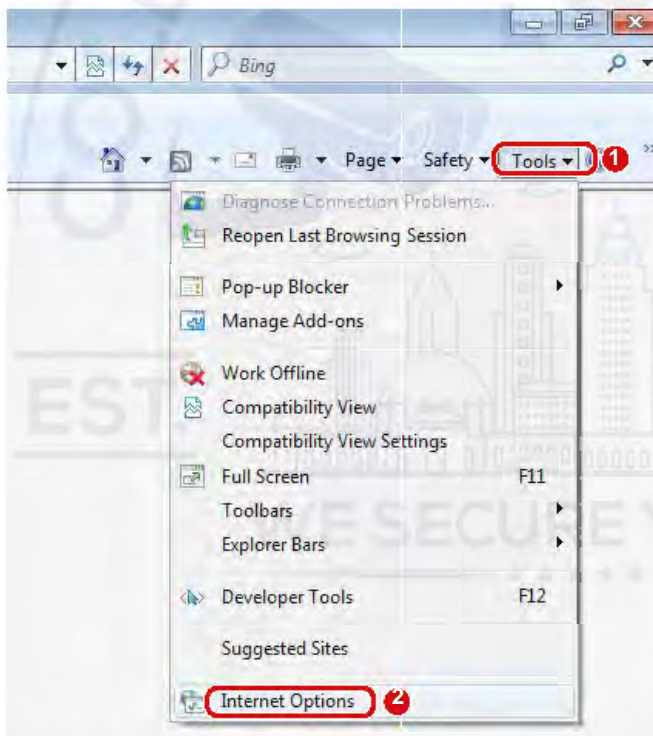 Bing
Page Safety Tools 1
Diagnose Connection Problems...
Reopen Last Browsing Session
Pop-up Blocker
Manage Add-ons
Work Offline
Compatibility View
Compatibility View Settings
Full Screen F11
Toolbars
Explorer Bars
Developer Tools F12
Suggested Sites
Internet Options 2
EST
SECURE